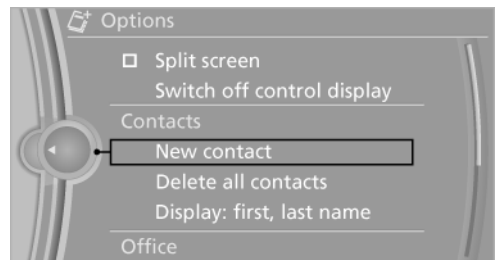 Options
Split screen
Switch off control display
Contacts
New contact
Delete all contacts
Display: first, last name
Office